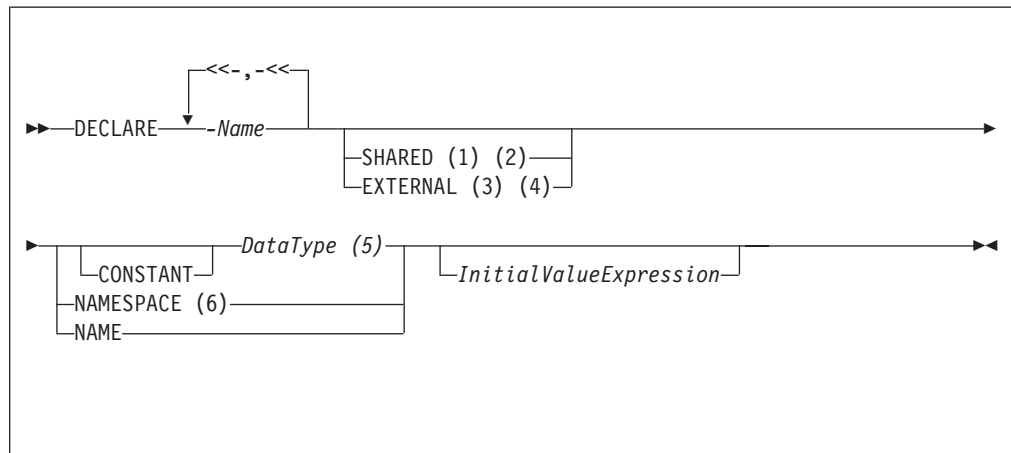 <<-,-<<
DECLARE -Name
SHARED (1) (2)
EXTERNAL (3) (4)
DataType (5)
CONSTANT InitialValueExpression
NAMESPACE (6)
NAME